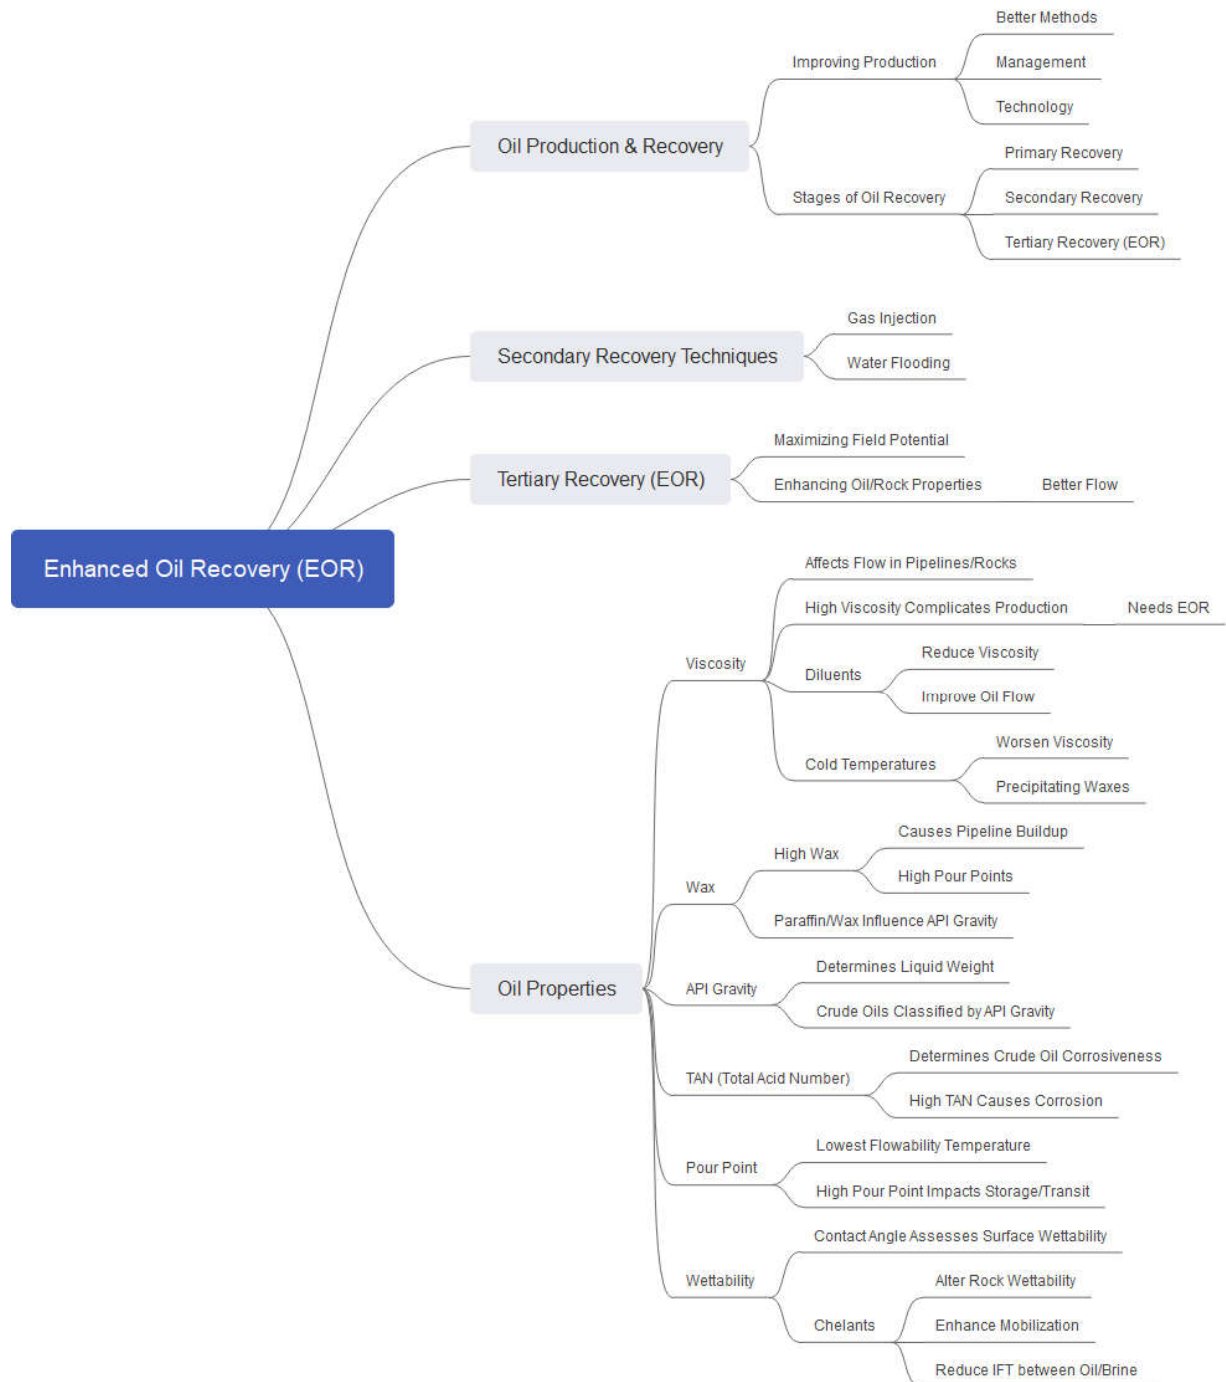 Better Methods
Improving Production
Management
Technology
Oil Production & Recovery
Primary Recovery
Stages of Oil Recovery
Secondary Recovery
Tertiary Recovery (EOR)
Gas Injection
Secondary Recovery Techniques
Water Flooding
Maximizing Field Potential
Tertiary Recovery (EOR)
Enhancing Oil/Rock Properties
Better Flow
Enhanced Oil Recovery (EOR)
Affects Flow in Pipelines/Rocks
High Viscosity Complicates Production
Needs EOR
Viscosity
Reduce Viscosity
Diluents
Improve Oil Flow
Worsen Viscosity
Cold Temperatures
Precipitating Waxes
Causes Pipeline Buildup
High Wax
High Pour Points
Wax
Paraffin/Wax Influence API Gravity
Oil Properties
Determines Liquid Weight
API Gravity
Crude Oils Classified by API Gravity
Determines Crude Oil Corrosiveness
TAN (Total Acid Number)
High TAN Causes Corrosion
Lowest Flowability Temperature
Pour Point
High Pour Point Impacts Storage/Transit
Contact Angle Assesses Surface Wettability
Wettability
Alter Rock Wettability
Chelants
Enhance Mobilization
Reduce IFT between Oil/Brine